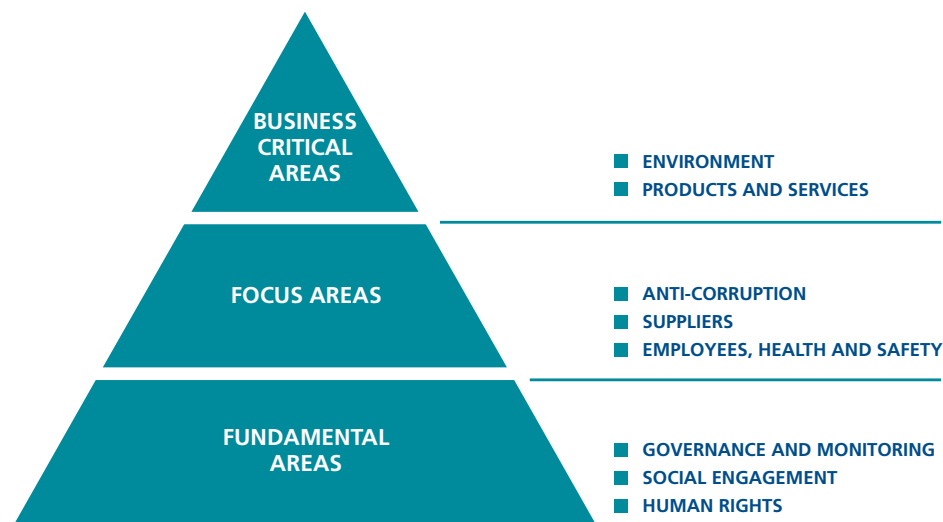 BUSINESS
CRITICAL
AREAS
ENVIRONMENT
PRODUCTS AND SERVICES
FOCUS AREAS
ANTI-CORRUPTION
SUPPLIERS
EMPLOYEES, HEALTH AND SAFETY
FUNDAMENTAL
AREAS
GOVERNANCE AND MONITORING
SOCIAL ENGAGEMENT
HUMAN RIGHTS